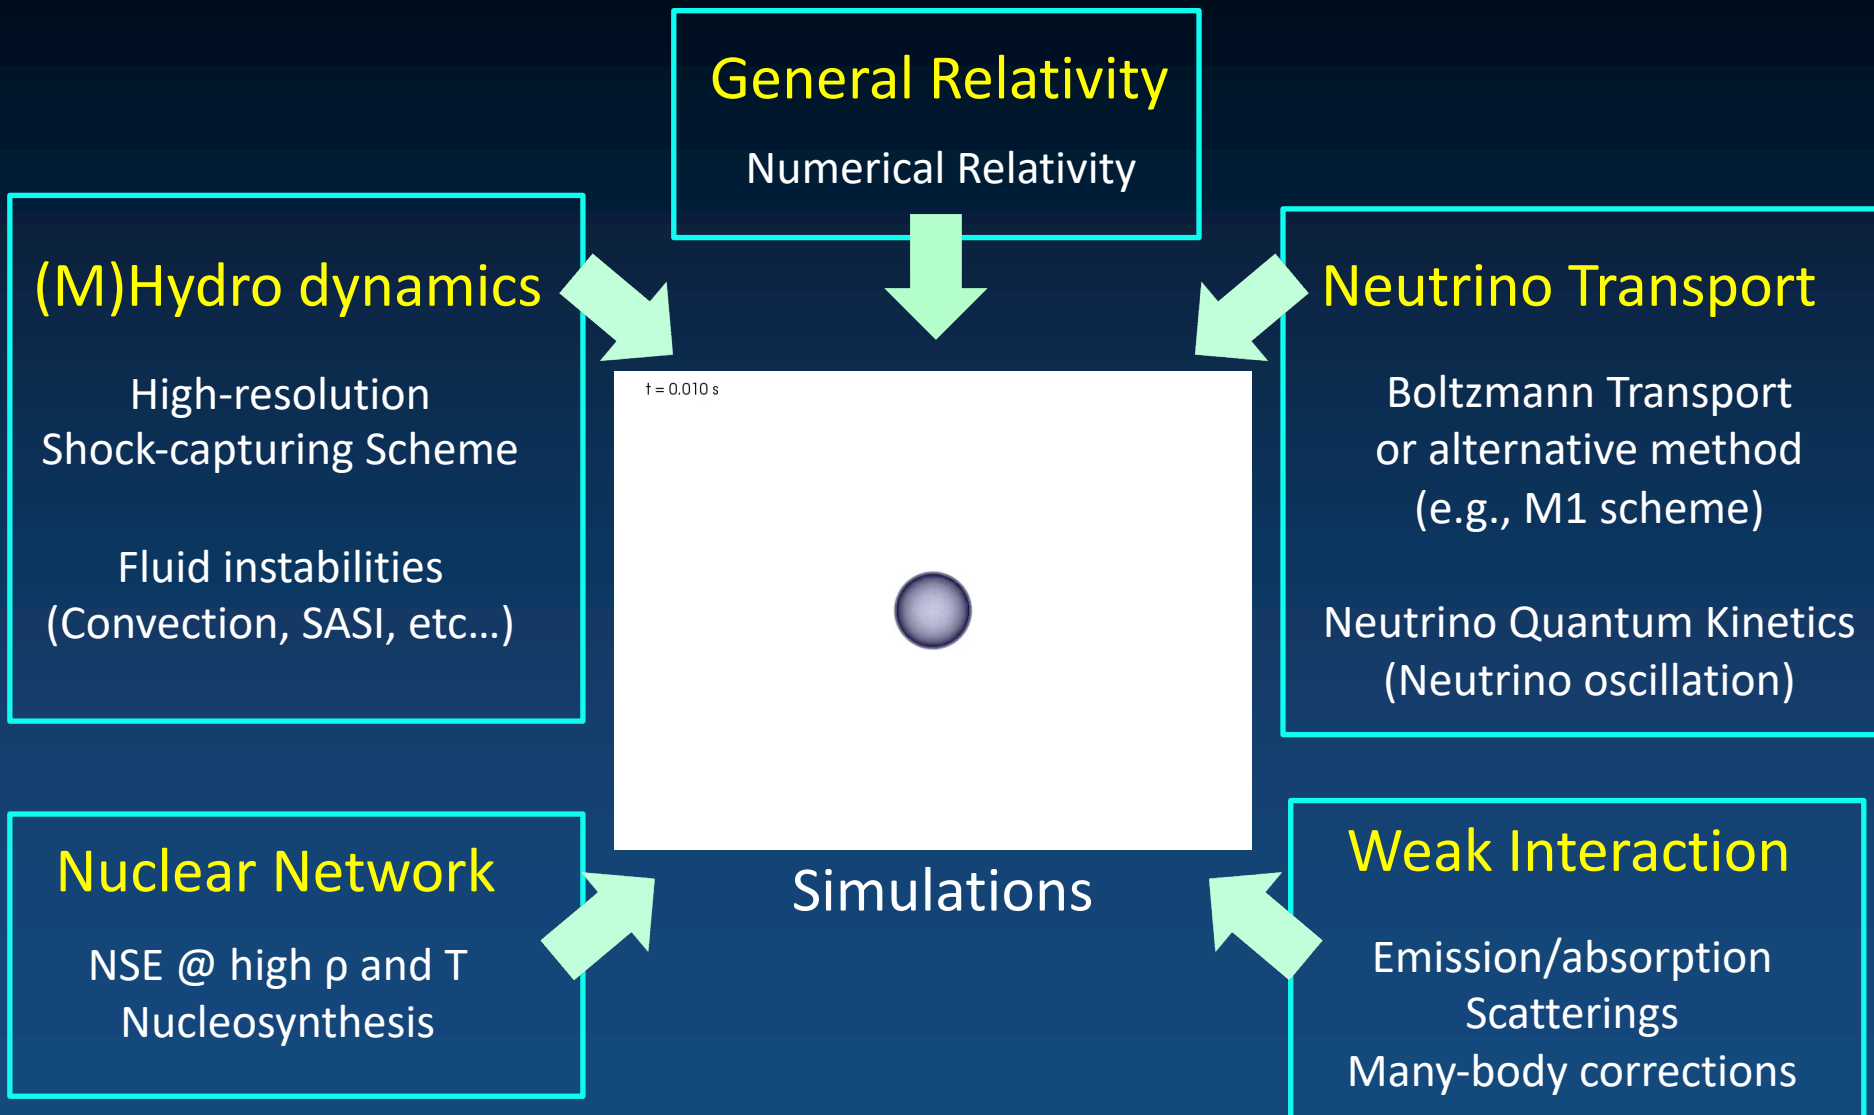 General Relativity
Numerical Relativity
(M)Hydro dynamics
High-resolution
Shock-capturing Scheme
Fluid instabilities
(Convection, SASI, etc...)
Neutrino Transport
Boltzmann Transport
or alternative method
(e.g., M1 scheme)
Neutrino Quantum Kinetics
(Neutrino oscillation)
t = 0.010 s
Simulations
Nuclear Network
NSE @ high ρ and T
Nucleosynthesis
Weak Interaction
Emission/absorption
Scatterings
Many-body corrections